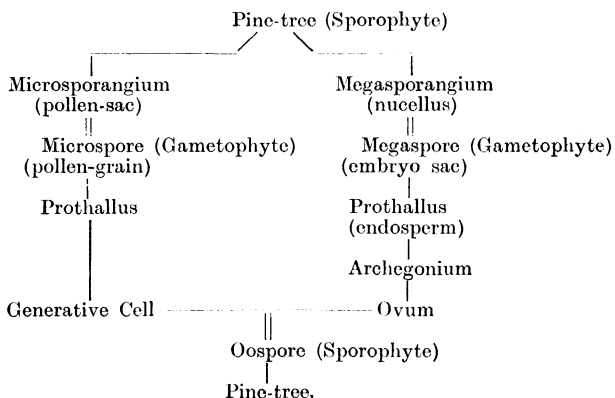 Pine-tree (Sporophyte)
Microsporangium
(pollen-sac)
Megasporangium
(nucellus)
Microspore (Gametophyte)
(pollen-grain)
Megaspore (Gametophyte)
(embryo sac)
Prothallus
Prothallus
(endosperm)
Archegonium
Generative Cell
Ovum
Oospore (Sporophyte)
Pine-tree.